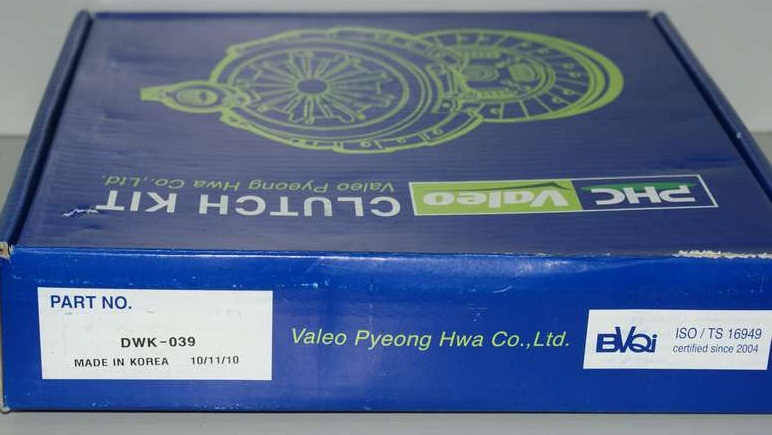 PHC Valeo
CLUTCH KIT
Valeo Pyeong Hwa Co.,Ltd.
PART NO.
DWK-039
MADE IN KOREA 10/11/10
Valeo Pyeong Hwa Co.,Ltd.
BVQi
ISO / TS 16949
certified since 2004